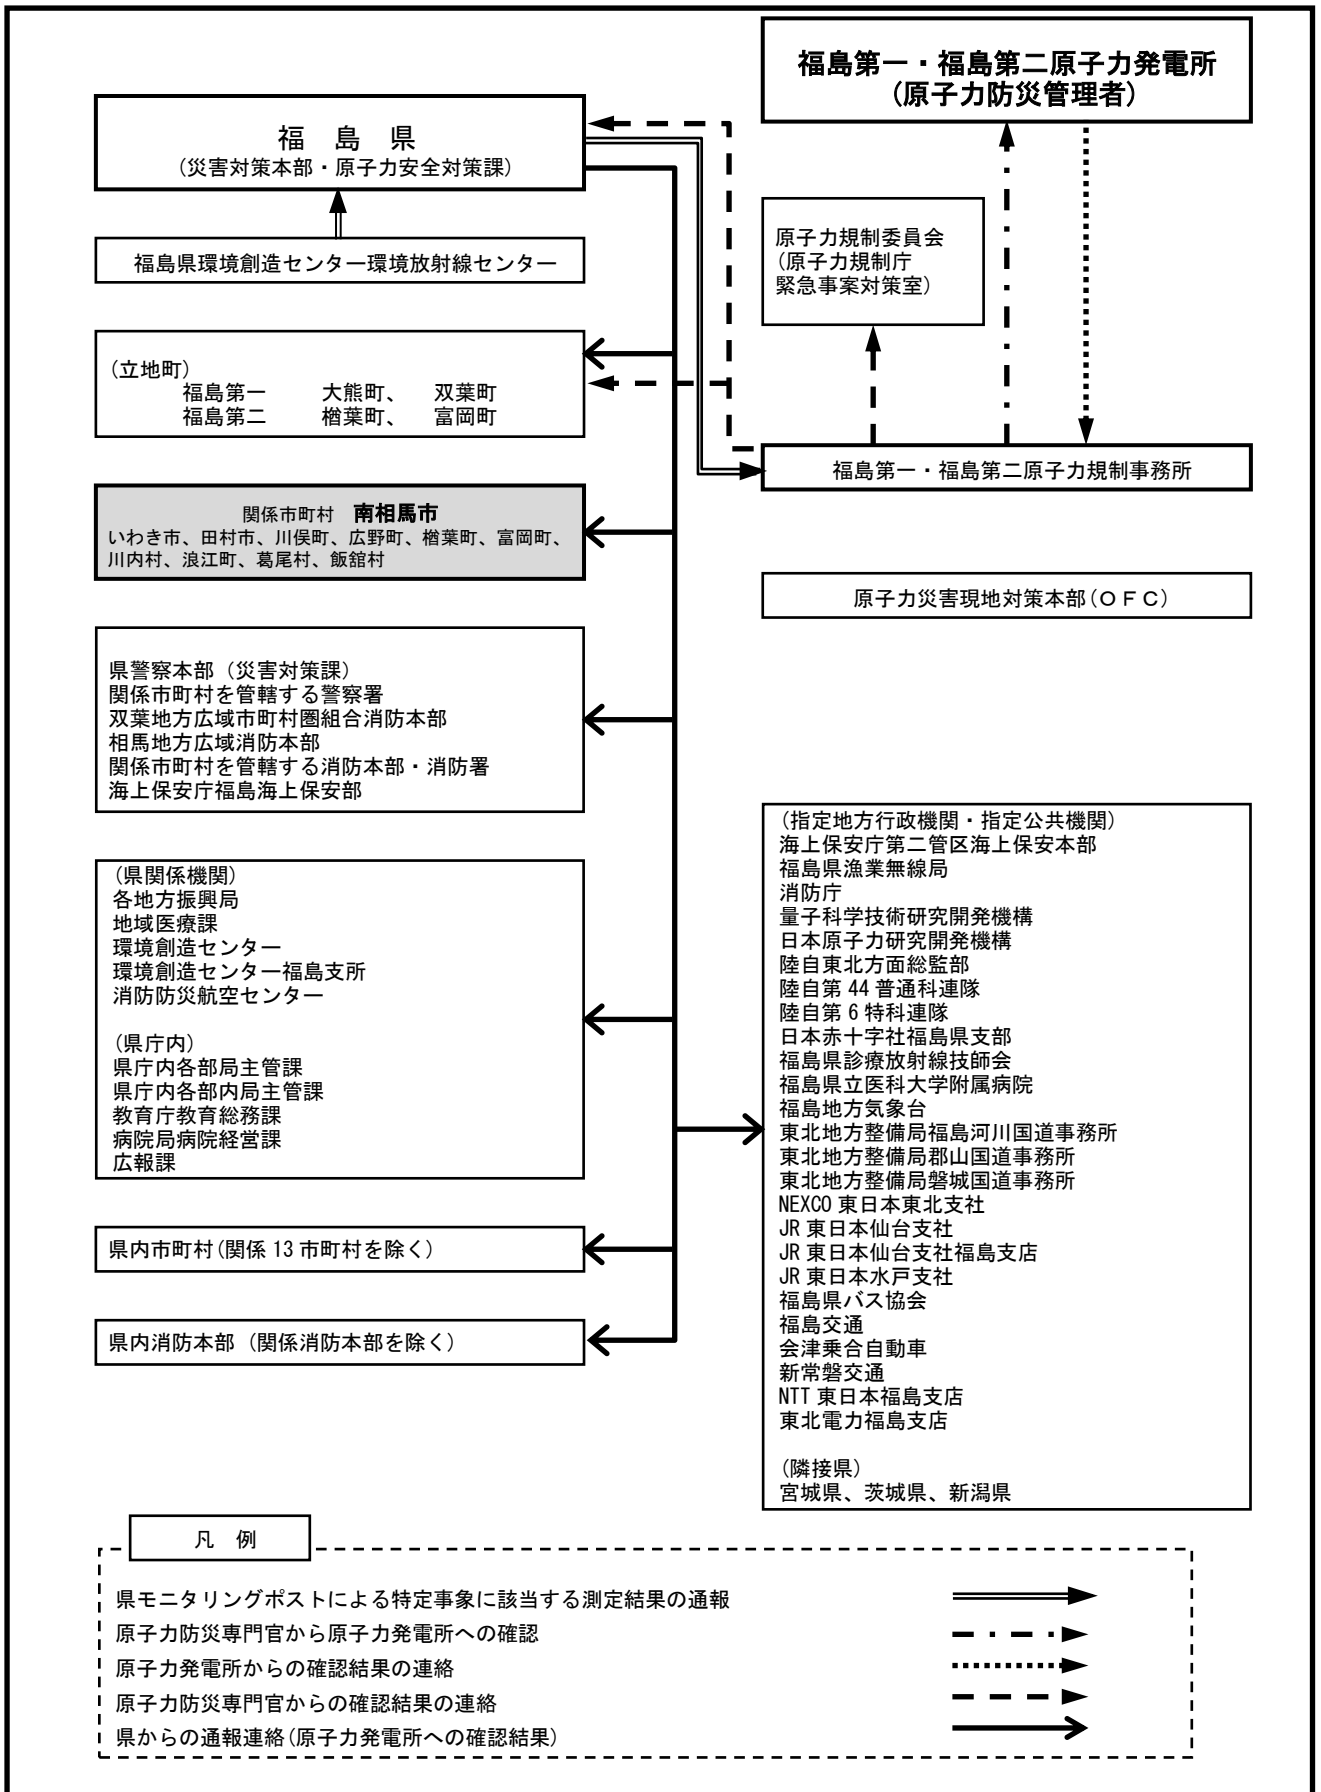 福島第一・福島第二原子力発電所
(原子力防災管理者)
福 島 県
(災害対策本部・原子力安全対策課)
福島県環境創造センター環境放射線センター
原子力規制委員会
(原子力規制庁
緊急事案対策室)
(立地町)
福島第一 大熊町、 双葉町
福島第二 楢葉町、 富岡町
福島第一・福島第二原子力規制事務所
関係市町村 南相馬市
いわき市、田村市、川俣町、広野町、楢葉町、富岡町、
川内村、浪江町、葛尾村、飯舘村
原子力災害現地対策本部(OFC)
県警察本部(災害対策課)
関係市町村を管轄する警察署
双葉地方広域市町村圏組合消防本部
相馬地方広域消防本部
関係市町村を管轄する消防本部・消防署
海上保安庁福島海上保安部
(県関係機関)
各地方振興局
地域医療課
環境創造センター
環境創造センター福島支所
消防防災航空センター
(県庁内)
県庁内各部局主管課
県庁内各部内局主管課
教育庁教育総務課
病院局病院経営課
広報課
県内市町村(関係 13 市町村を除く)
県内消防本部(関係消防本部を除く)
(指定地方行政機関・指定公共機関)
海上保安庁第二管区海上保安本部
福島県漁業無線局
消防庁
量子科学技術研究開発機構
日本原子力研究開発機構
陸自東北方面総監部
陸自第 44 普通科連隊
陸自第 6 特科連隊
日本赤十字社福島県支部
福島県診療放射線技師会
福島県立医科大学附属病院
福島地方気象台
東北地方整備局福島河川国道事務所
東北地方整備局郡山国道事務所
東北地方整備局磐城国道事務所
NEXCO 東日本東北支社
JR 東日本仙台支社
JR 東日本仙台支社福島支店
JR 東日本水戸支社
福島県バス協会
福島交通
会津乗合自動車
新常磐交通
NTT 東日本福島支店
東北電力福島支店
(隣接県)
宮城県、茨城県、新潟県
凡 例
県モニタリングポストによる特定事象に該当する測定結果の通報
原子力防災専門官から原子力発電所への確認
原子力発電所からの確認結果の連絡
原子力防災専門官からの確認結果の連絡
県からの通報連絡(原子力発電所への確認結果)